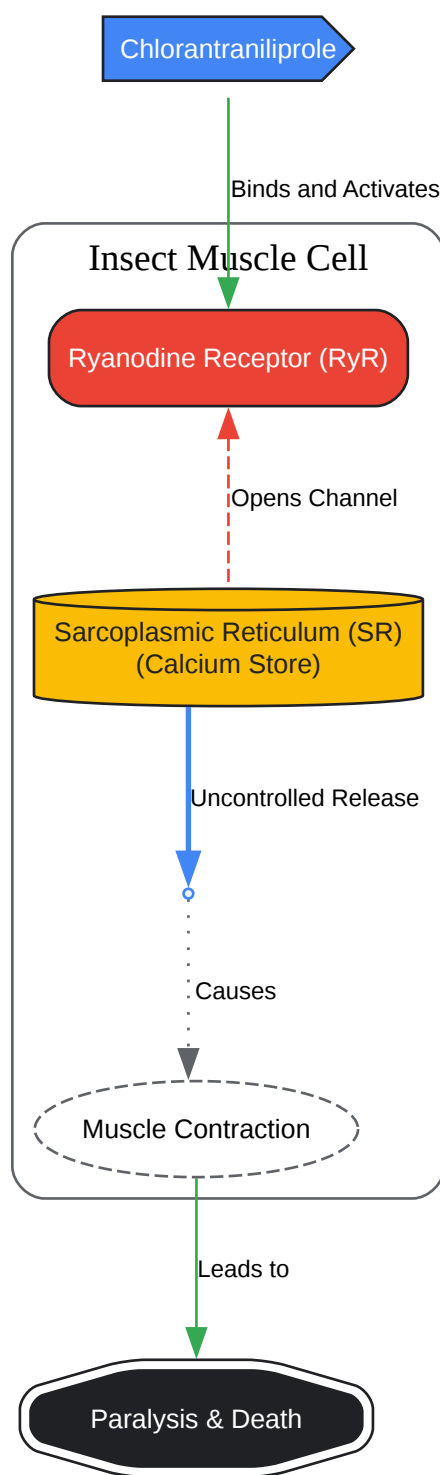 Chlorantraniliprole
Binds and Activates
Insect Muscle Cell
Ryanodine Receptor (RyR)
Opens Channel
Sarcoplasmic Reticulum (SR)
(Calcium Store)
Uncontrolled Release
Causes
Muscle Contraction
Leads to
Paralysis & Death